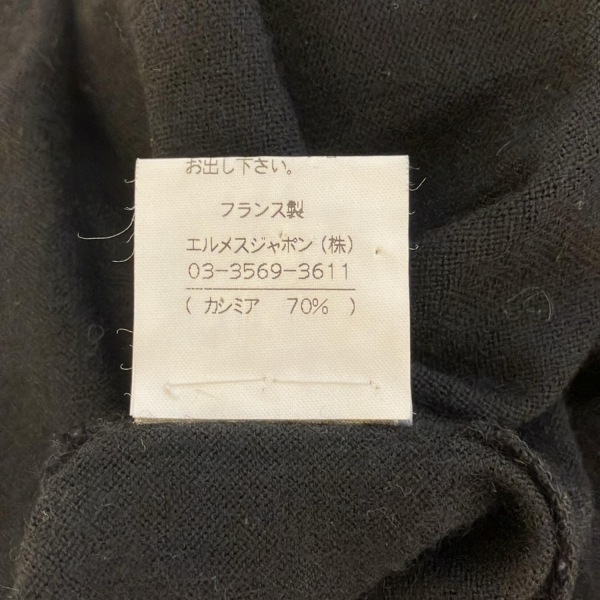 お出し下さい。
フランス製
エルメスジャポン(株)
03-3569-3611
( カシミア 70% )